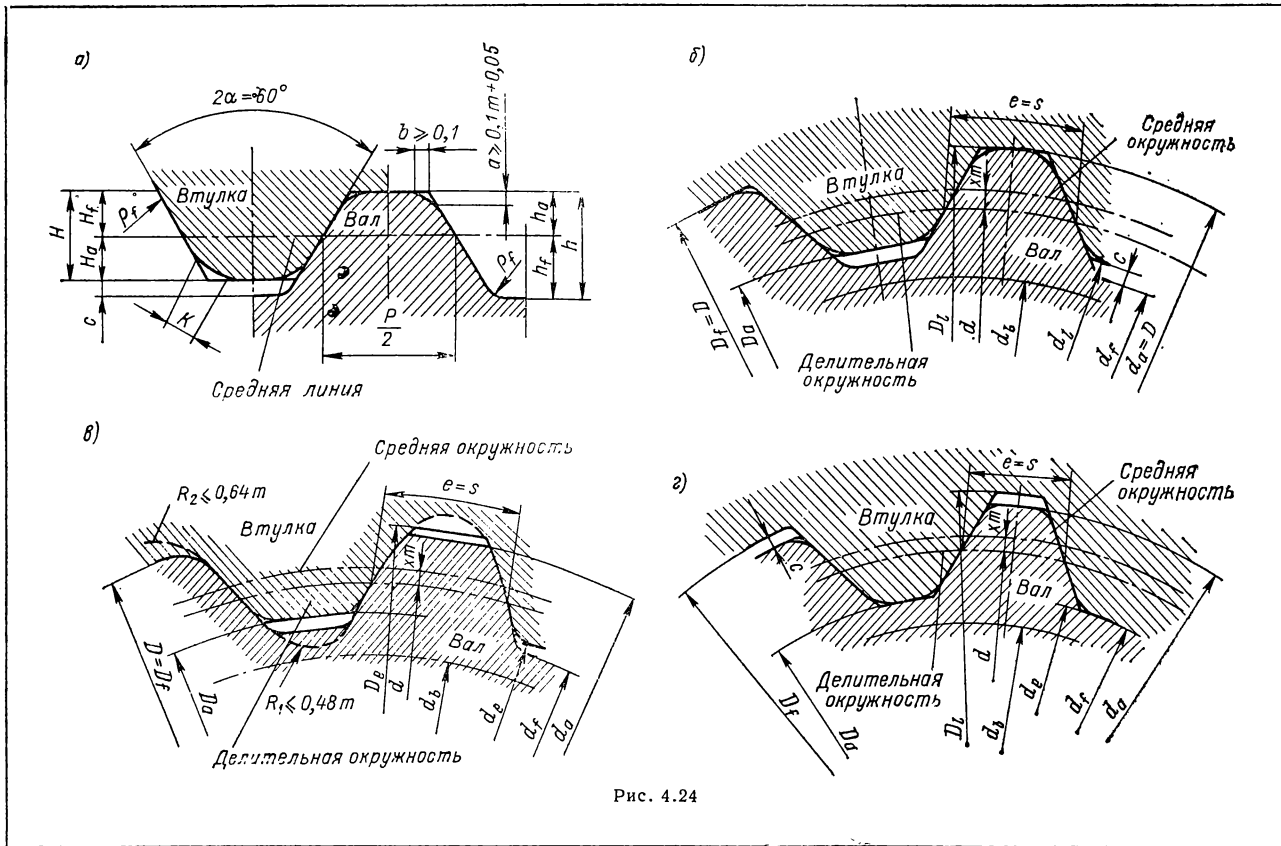 а)
2α = 60°
b ≥ 0,1
a ≥ 0,1m + 0,05
Втулка
Вал
ρf
H
Hf
Ha
c
K
P/2
ha
hf
h
ρf
Средняя линия
б)
e = s
Средняя
окружность
Втулка
xm
Вал
c
Df = D
Da
Dl
d
db
dl
df
da = D
Делительная
окружность
в)
Средняя окружность
R2 ≤ 0,64 m
Втулка
e = s
xm
Вал
D = Df
Da
R1 ≤ 0,48 m
De
d
db
de
df
da
Делительная окружность
г)
e = s
Средняя
окружность
Втулка
xm
c
Вал
Делительная
окружность
Df
Da
Dl
db
d
de
df
da
Рис. 4.24